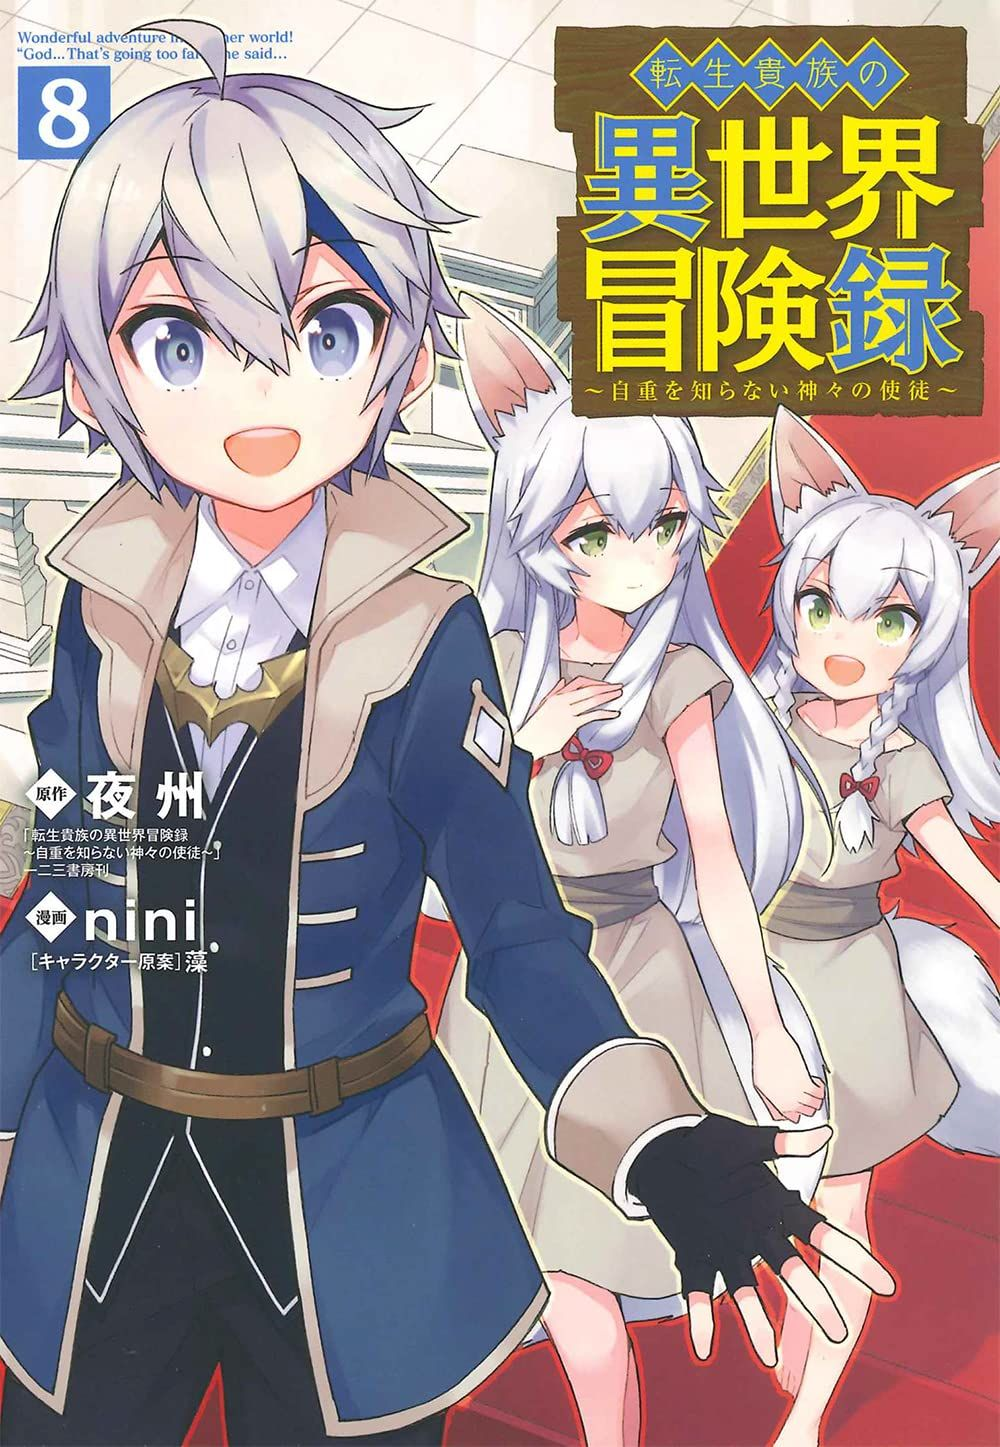 Wonderful adventure in her world!
"God...That's going too far he said...
8
転生貴族の
異世界
冒険録
～自重を知らない神々の使徒～
原作 夜州
「転生貴族の異世界冒険録
～自重を知らない神々の使徒～」
一二三書房刊
漫画 nini
[キャラクター原案]藻